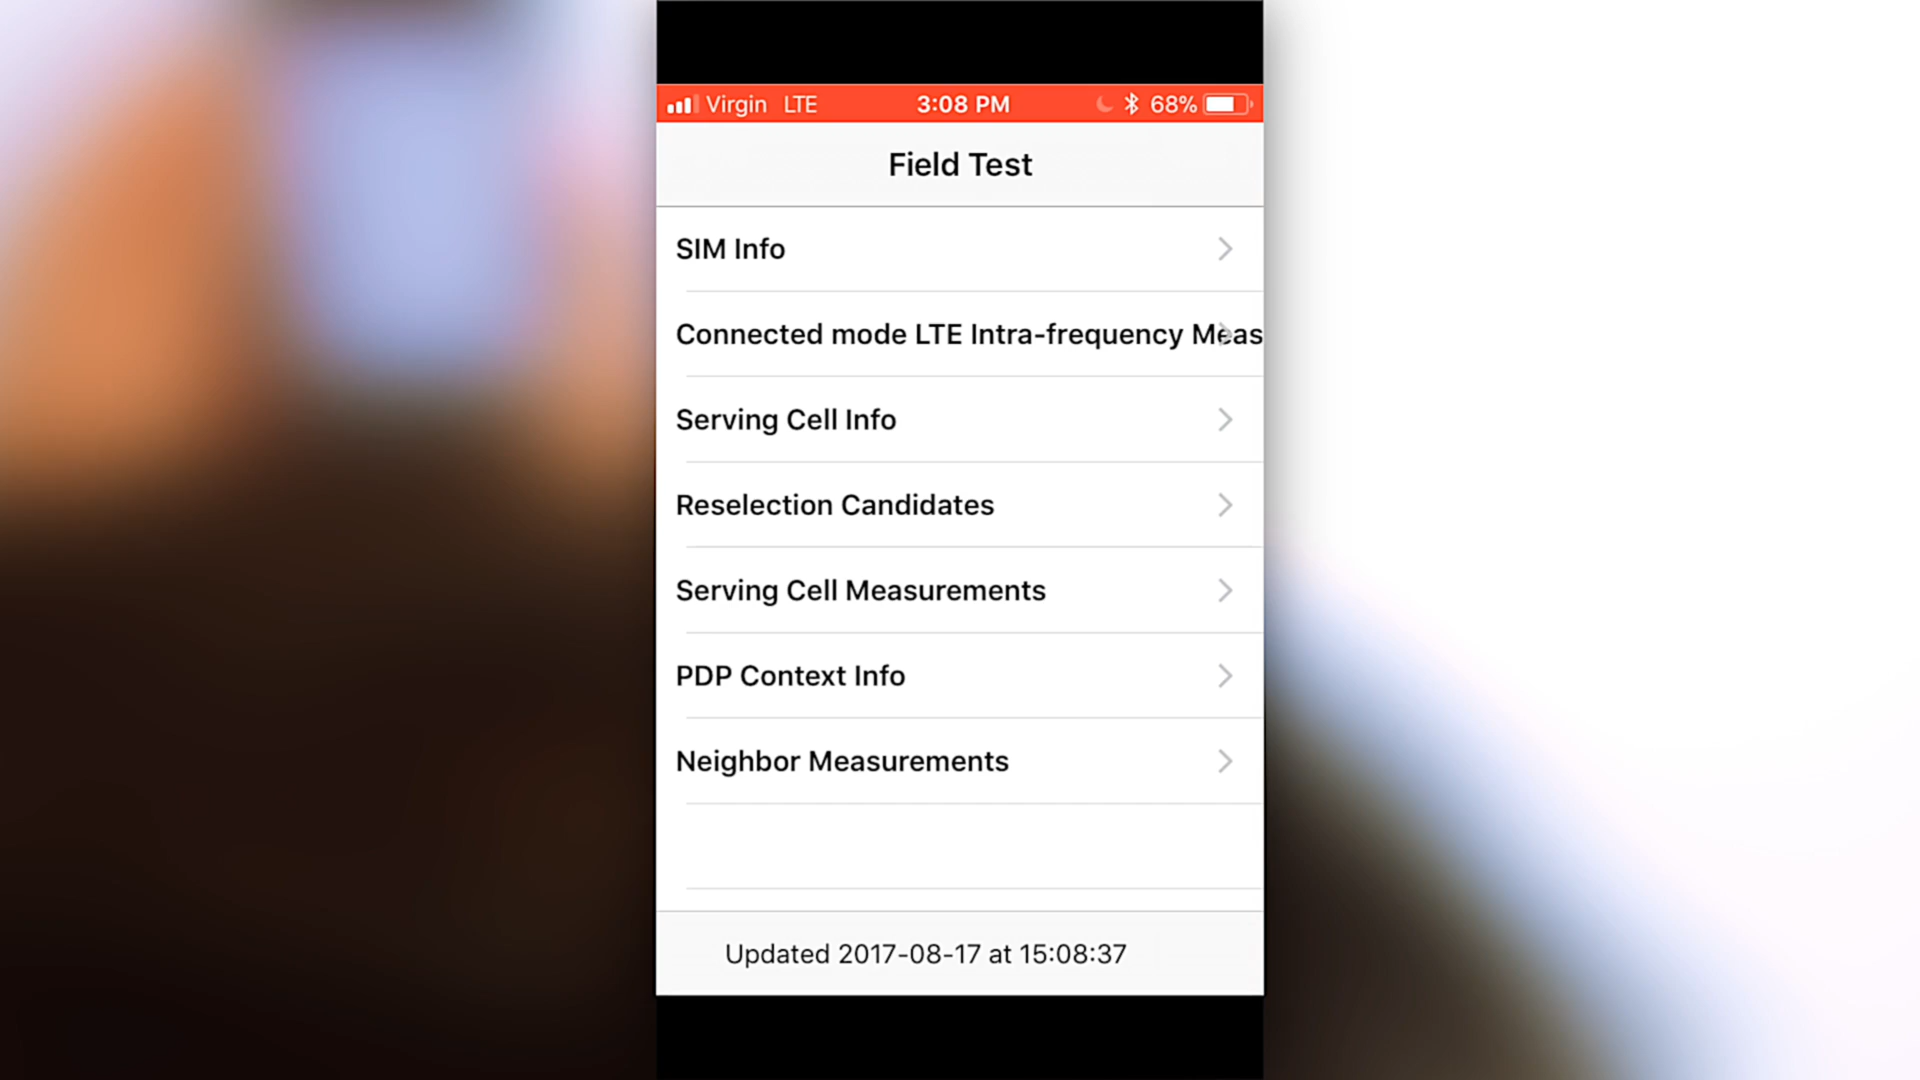 Virgin LTE 3:08 PM 68%
Field Test
SIM Info
Connected mode LTE Intra-frequency Meas
Serving Cell Info
Reselection Candidates
Serving Cell Measurements
PDP Context Info
Neighbor Measurements
Updated 2017-08-17 at 15:08:37